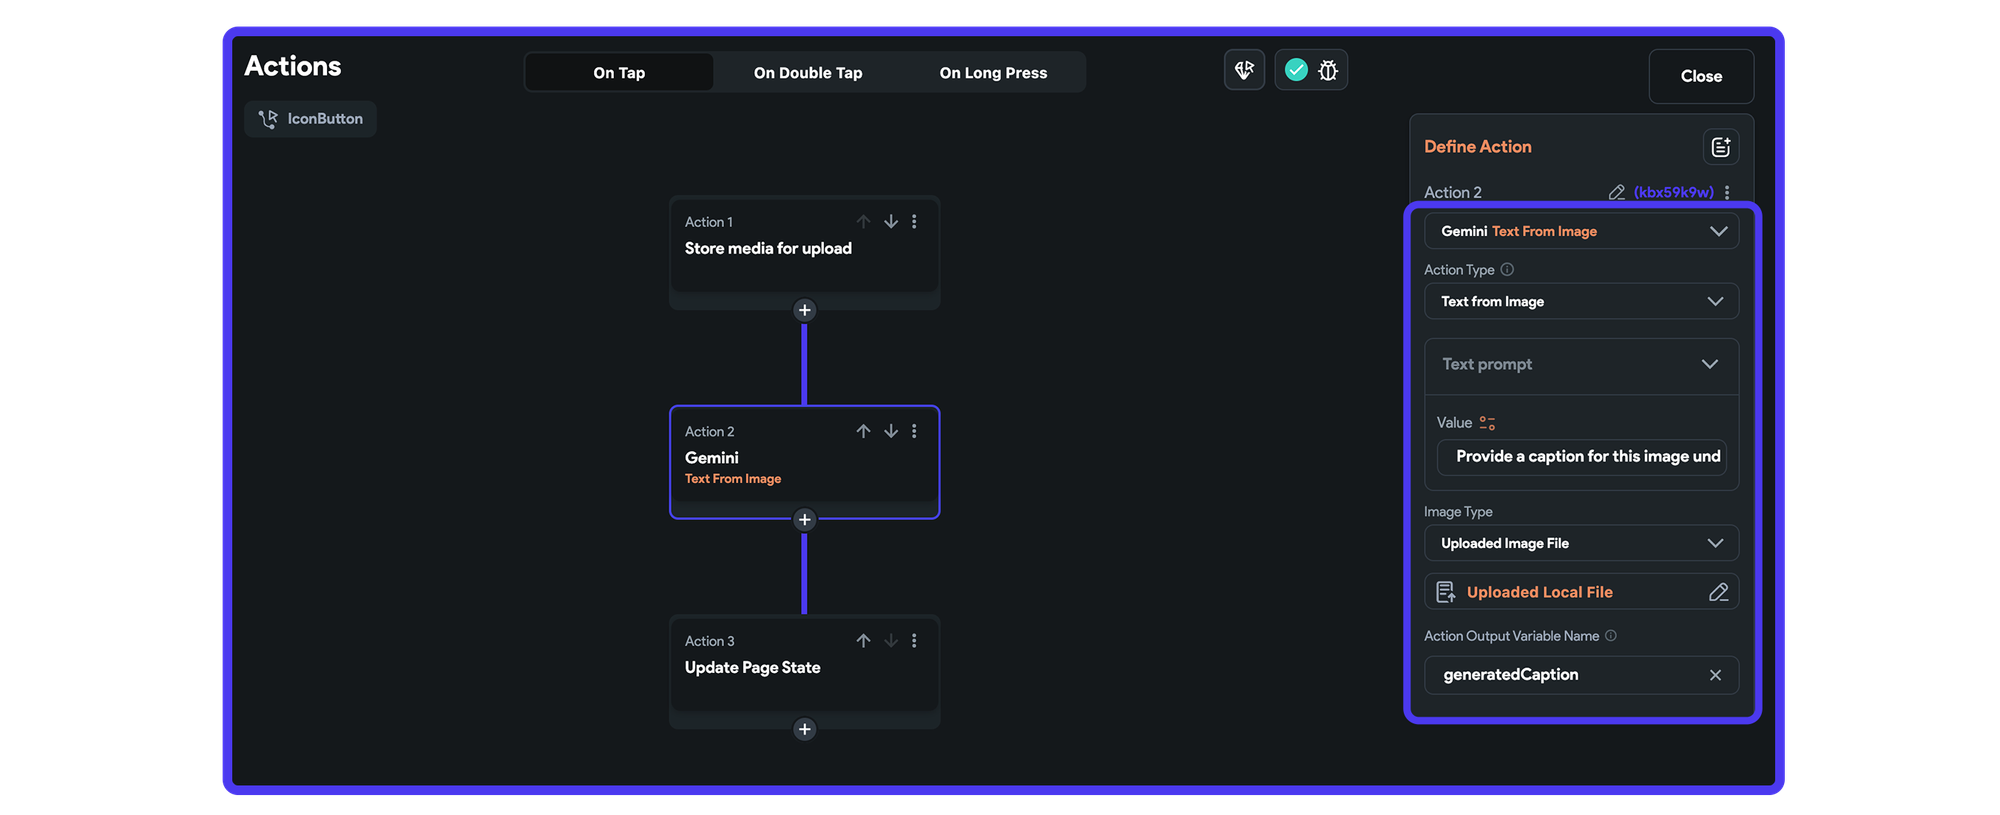 Actions
On Tap
On Double Tap
On Long Press
Close
IconButton
Action 1
Store media for upload
Action 2
Gemini
Text From Image
Action 3
Update Page State
Define Action
Action 2
(kbx59k9w)
Gemini Text From Image
Action Type
Text from Image
Text prompt
Value
Provide a caption for this image und
Image Type
Uploaded Image File
Uploaded Local File
Action Output Variable Name
generatedCaption